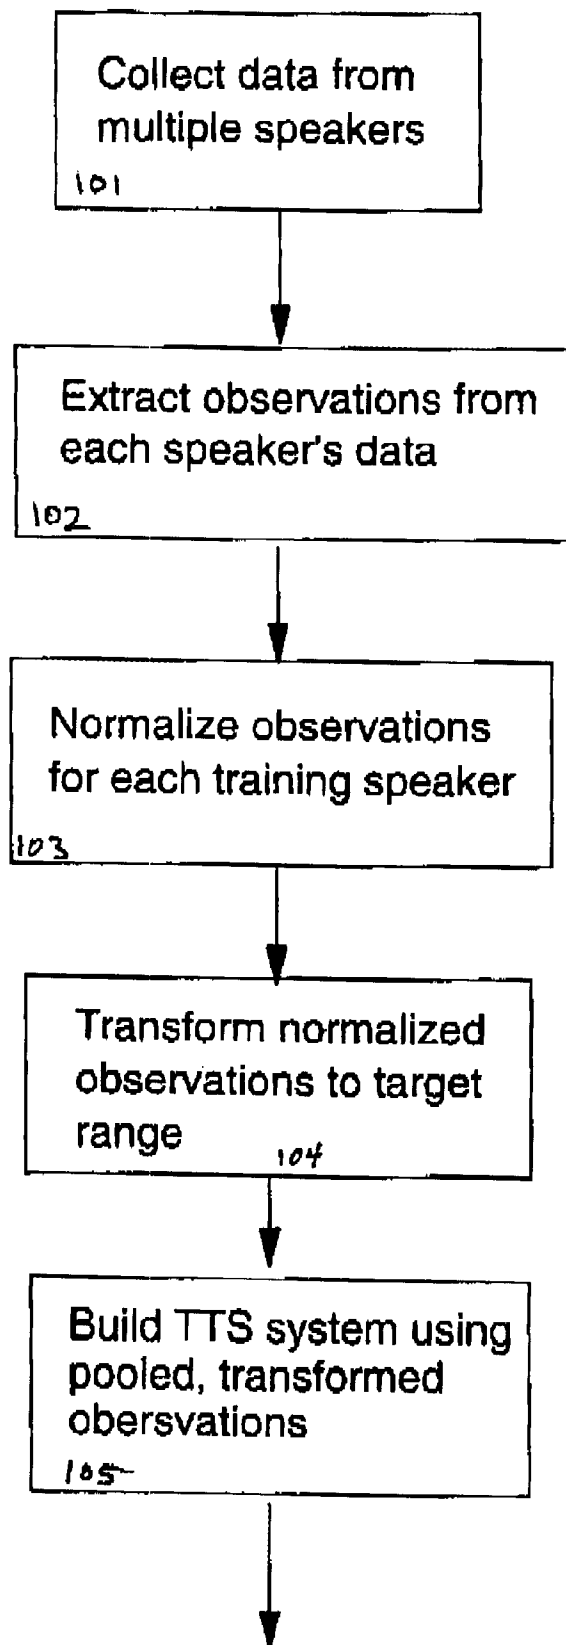 Collect data from
multiple speakers
101
Extract observations from
each speaker's data
102
Normalize observations
for each training speaker
103
Transform normalized
observations to target
range
104
Build TTS system using
pooled, transformed
obersvations
105